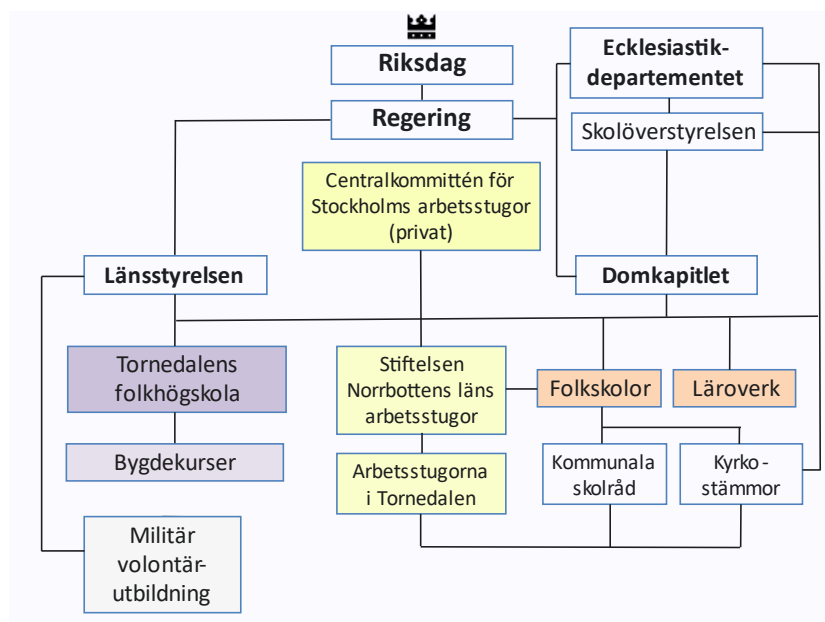 Riksdag
Regering
Ecklesiastik-
departementet
Skolöverstyrelsen
Centralkommittén för
Stockholms arbetsstugor
(privat)
Länsstyrelsen
Domkapitlet
Tornedalens
folkhögskola
Stiftelsen
Norrbottens läns
arbetsstugor
Folkskolor
Läroverk
Bygdekurser
Arbetsstugorna
i Tornedalen
Kommunala
skolråd
Kyrko-
stämmor
Militär
volontär-
utbildning